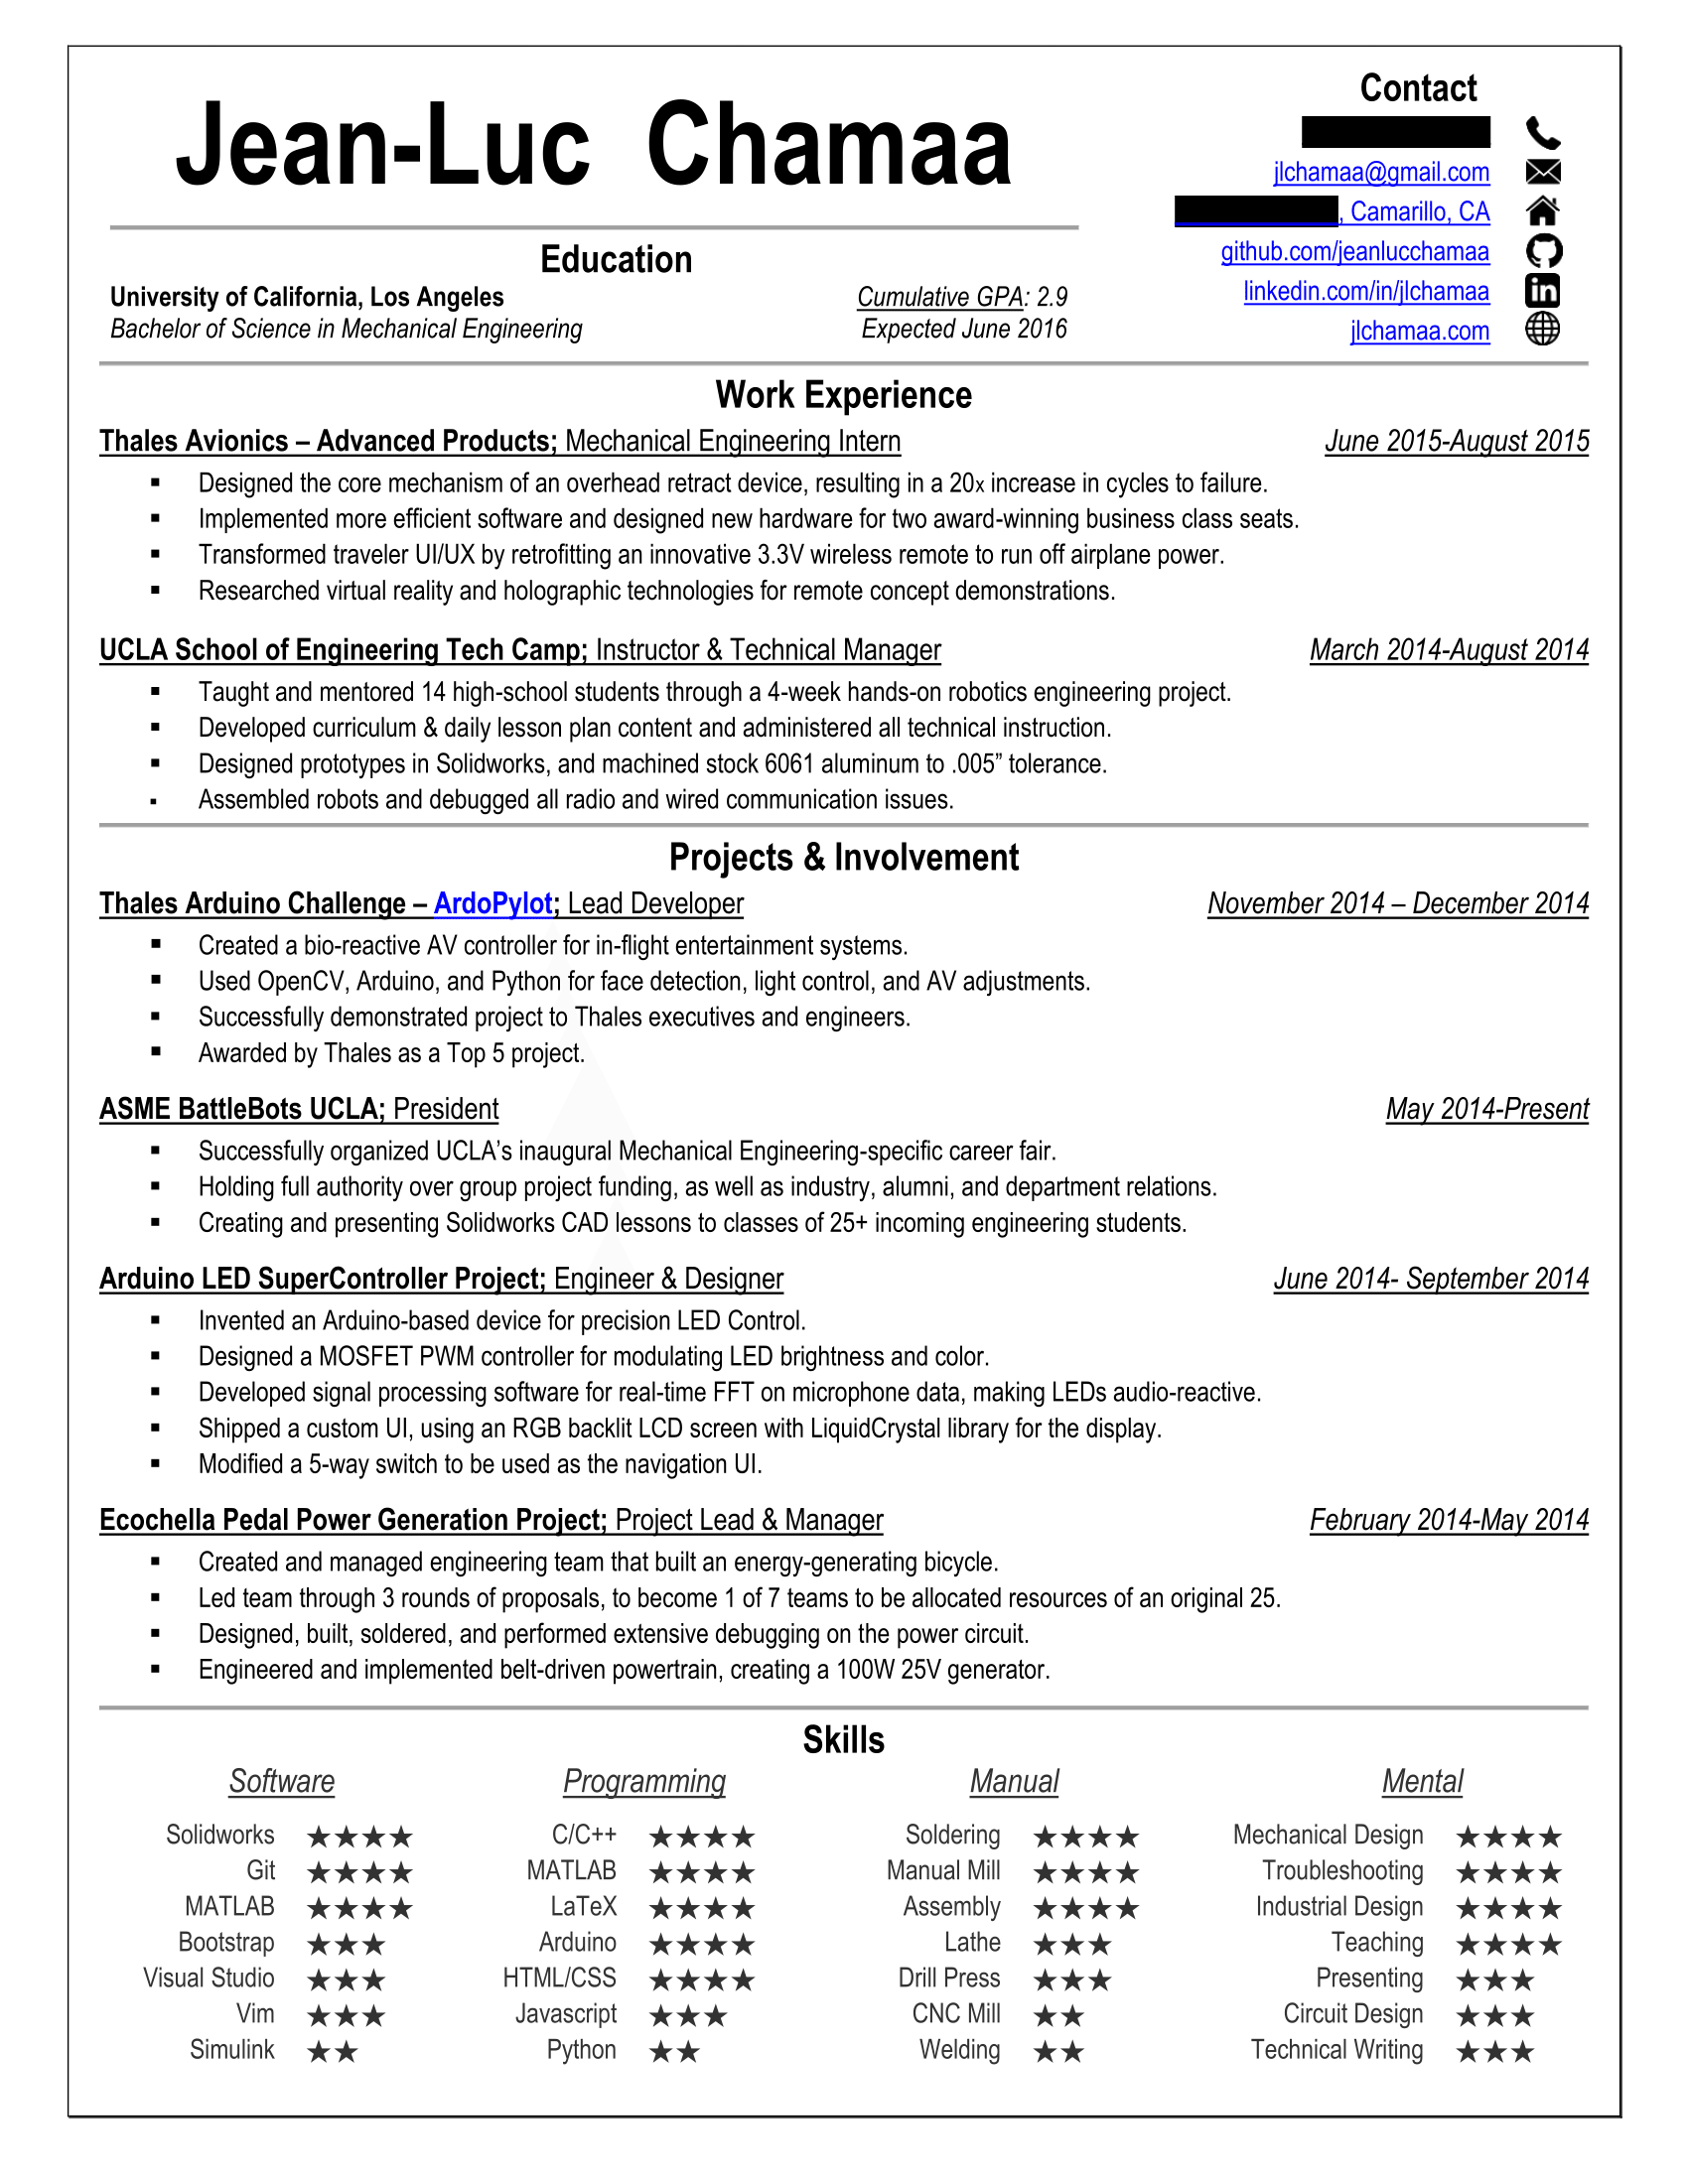 Jean-Luc Chamaa
Contact
jlchamaa@gmail.com
, Camarillo, CA
github.com/jeanlucchamaa
linkedin.com/in/jlchamaa
jlchamaa.com
Education
University of California, Los Angeles Cumulative GPA: 2.9
Bachelor of Science in Mechanical Engineering Expected June 2016
Work Experience
Thales Avionics – Advanced Products; Mechanical Engineering Intern June 2015-August 2015
▪ Designed the core mechanism of an overhead retract device, resulting in a 20x increase in cycles to failure.
▪ Implemented more efficient software and designed new hardware for two award-winning business class seats.
▪ Transformed traveler UI/UX by retrofitting an innovative 3.3V wireless remote to run off airplane power.
▪ Researched virtual reality and holographic technologies for remote concept demonstrations.
UCLA School of Engineering Tech Camp; Instructor & Technical Manager March 2014-August 2014
▪ Taught and mentored 14 high-school students through a 4-week hands-on robotics engineering project.
▪ Developed curriculum & daily lesson plan content and administered all technical instruction.
▪ Designed prototypes in Solidworks, and machined stock 6061 aluminum to .005” tolerance.
▪ Assembled robots and debugged all radio and wired communication issues.
Projects & Involvement
Thales Arduino Challenge – ArdoPylot; Lead Developer November 2014 – December 2014
▪ Created a bio-reactive AV controller for in-flight entertainment systems.
▪ Used OpenCV, Arduino, and Python for face detection, light control, and AV adjustments.
▪ Successfully demonstrated project to Thales executives and engineers.
▪ Awarded by Thales as a Top 5 project.
ASME BattleBots UCLA; President May 2014-Present
▪ Successfully organized UCLA’s inaugural Mechanical Engineering-specific career fair.
▪ Holding full authority over group project funding, as well as industry, alumni, and department relations.
▪ Creating and presenting Solidworks CAD lessons to classes of 25+ incoming engineering students.
Arduino LED SuperController Project; Engineer & Designer June 2014- September 2014
▪ Invented an Arduino-based device for precision LED Control.
▪ Designed a MOSFET PWM controller for modulating LED brightness and color.
▪ Developed signal processing software for real-time FFT on microphone data, making LEDs audio-reactive.
▪ Shipped a custom UI, using an RGB backlit LCD screen with LiquidCrystal library for the display.
▪ Modified a 5-way switch to be used as the navigation UI.
Ecochella Pedal Power Generation Project; Project Lead & Manager February 2014-May 2014
▪ Created and managed engineering team that built an energy-generating bicycle.
▪ Led team through 3 rounds of proposals, to become 1 of 7 teams to be allocated resources of an original 25.
▪ Designed, built, soldered, and performed extensive debugging on the power circuit.
▪ Engineered and implemented belt-driven powertrain, creating a 100W 25V generator.
Skills
Software Programming Manual Mental
Solidworks ★★★★ C/C++ ★★★★ Soldering ★★★★ Mechanical Design ★★★★
Git ★★★★ MATLAB ★★★★ Manual Mill ★★★★ Troubleshooting ★★★★
MATLAB ★★★★ LaTeX ★★★★ Assembly ★★★★ Industrial Design ★★★★
Bootstrap ★★★ Arduino ★★★★ Lathe ★★★ Teaching ★★★★
Visual Studio ★★★ HTML/CSS ★★★★ Drill Press ★★★ Presenting ★★★
Vim ★★★ Javascript ★★★ CNC Mill ★★ Circuit Design ★★★
Simulink ★★ Python ★★ Welding ★★ Technical Writing ★★★